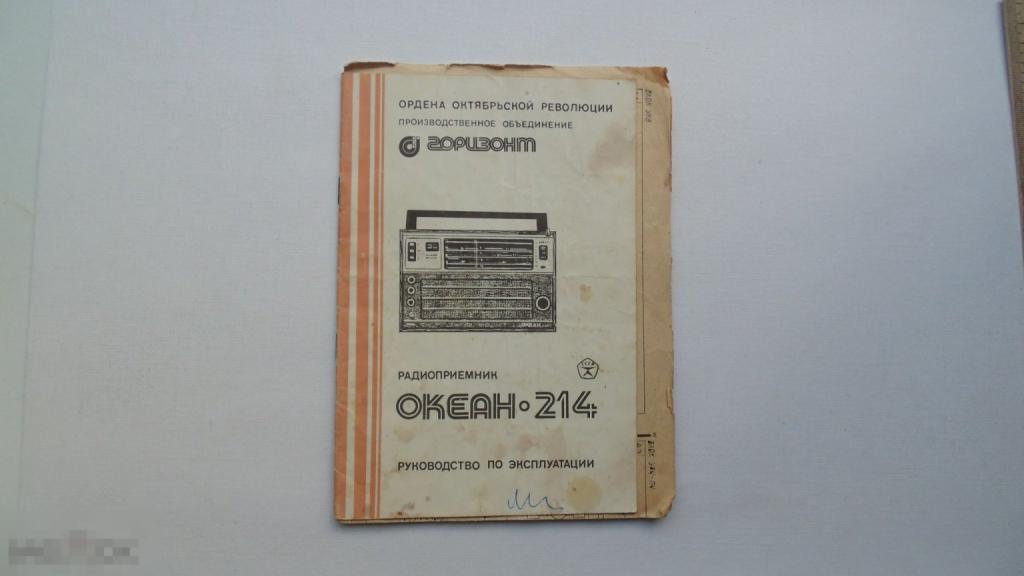 ОРДЕНА ОКТЯБРЬСКОЙ РЕВОЛЮЦИИ
ПРОИЗВОДСТВЕННОЕ ОБЪЕДИНЕНИЕ
ГОРИЗОНТ
РАДИОПРИЕМНИК
ОКЕАН-214
РУКОВОДСТВО ПО ЭКСПЛУАТАЦИИ